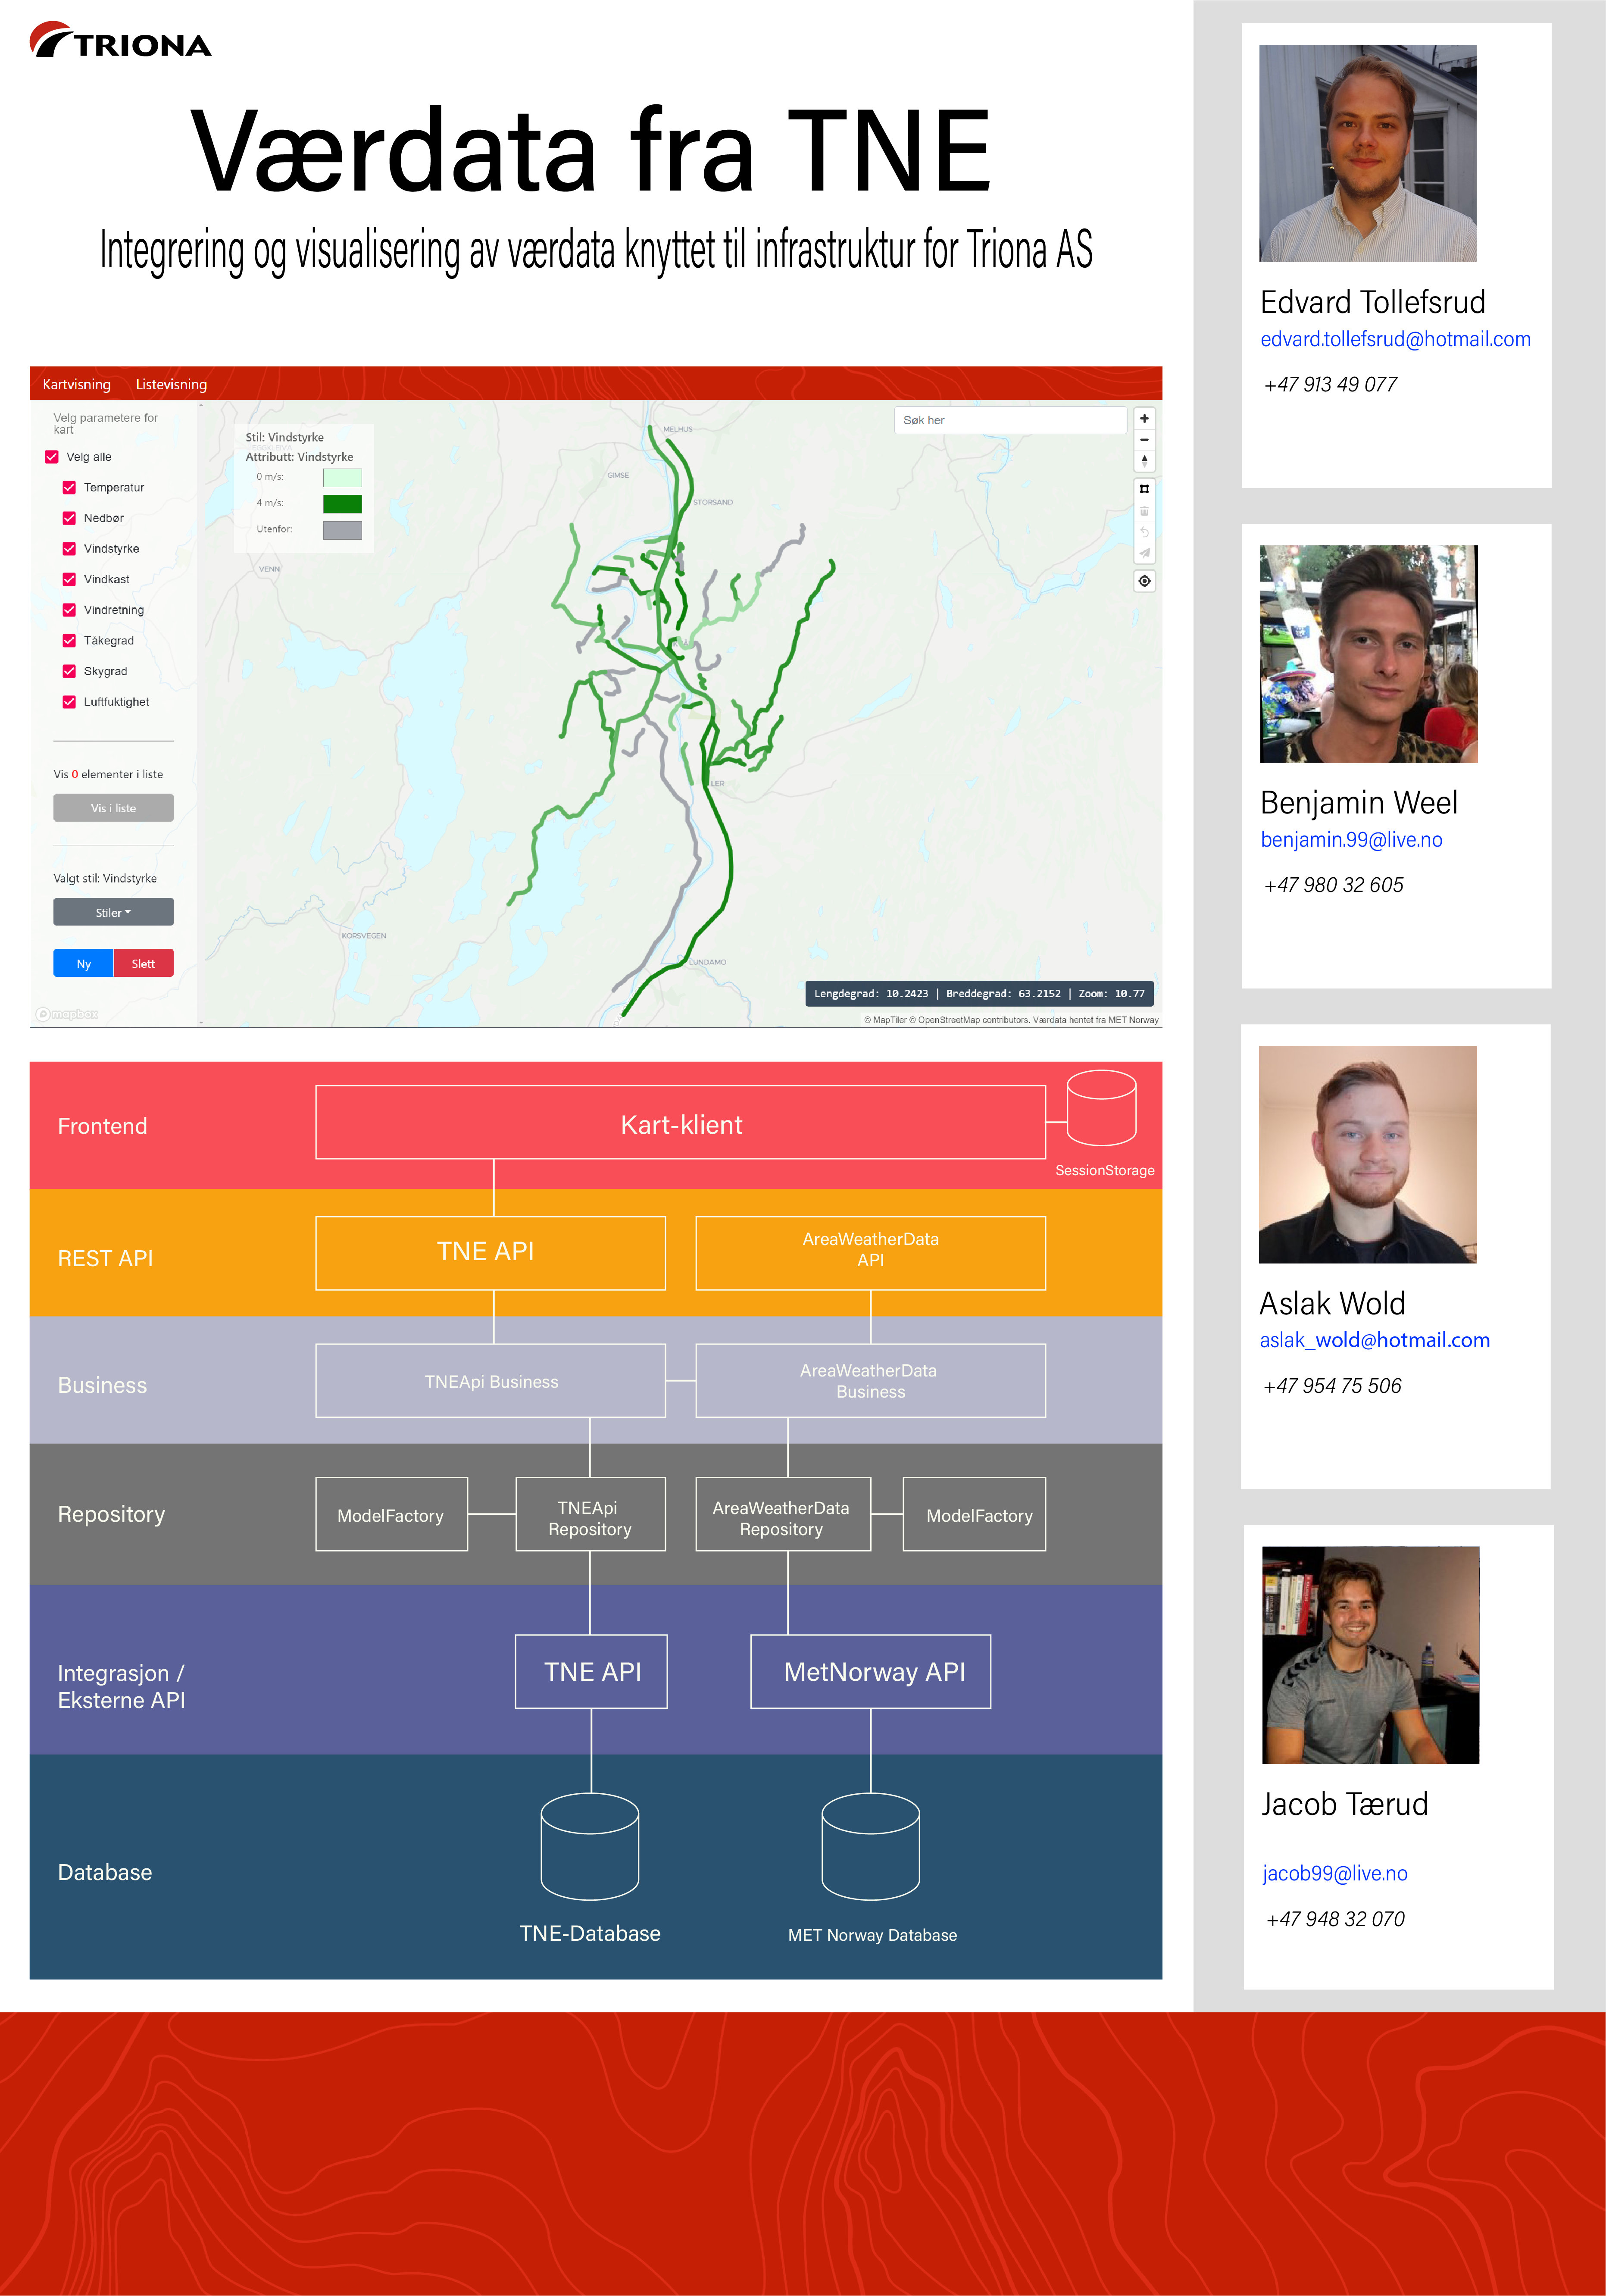 TRIONA
Værdata fra TNE
Integrering og visualisering av værdata knyttet til infrastruktur for Triona AS
Kartvisning Listevisning
Velg parametere for
kart
Velg alle
Temperatur
Nedbør
Vindstyrke
Vindkast
Vindretning
Tåkegrad
Skygrad
Luftfuktighet
Vis 0 elementer i liste
Vis i liste
Valgt stil: Vindstyrke
Stiler
Ny Slett
mapbox
Stil: Vindstyrke
Attributt: Vindstyrke
0 m/s:
4 m/s:
Utenfor:
Søk her
MELHUS
GIMSE
STORSAND
VENN
LER
KORSVEGEN
LUNDAMO
Lengdegrad: 10.2423 | Breddegrad: 63.2152 | Zoom: 10.77
© MapTiler © OpenStreetMap contributors. Værdata hentet fra MET Norway
Frontend
Kart-klient
SessionStorage
REST API
TNE API
AreaWeatherData
API
Business
TNEApi Business
AreaWeatherData
Business
Repository
ModelFactory
TNEApi
Repository
AreaWeatherData
Repository
ModelFactory
Integrasjon /
Eksterne API
TNE API
MetNorway API
Database
TNE-Database
MET Norway Database
Edvard Tollefsrud
edvard.tollefsrud@hotmail.com
+47 913 49 077
Benjamin Weel
benjamin.99@live.no
+47 980 32 605
Aslak Wold
aslak_wold@hotmail.com
+47 954 75 506
Jacob Tærud
jacob99@live.no
+47 948 32 070